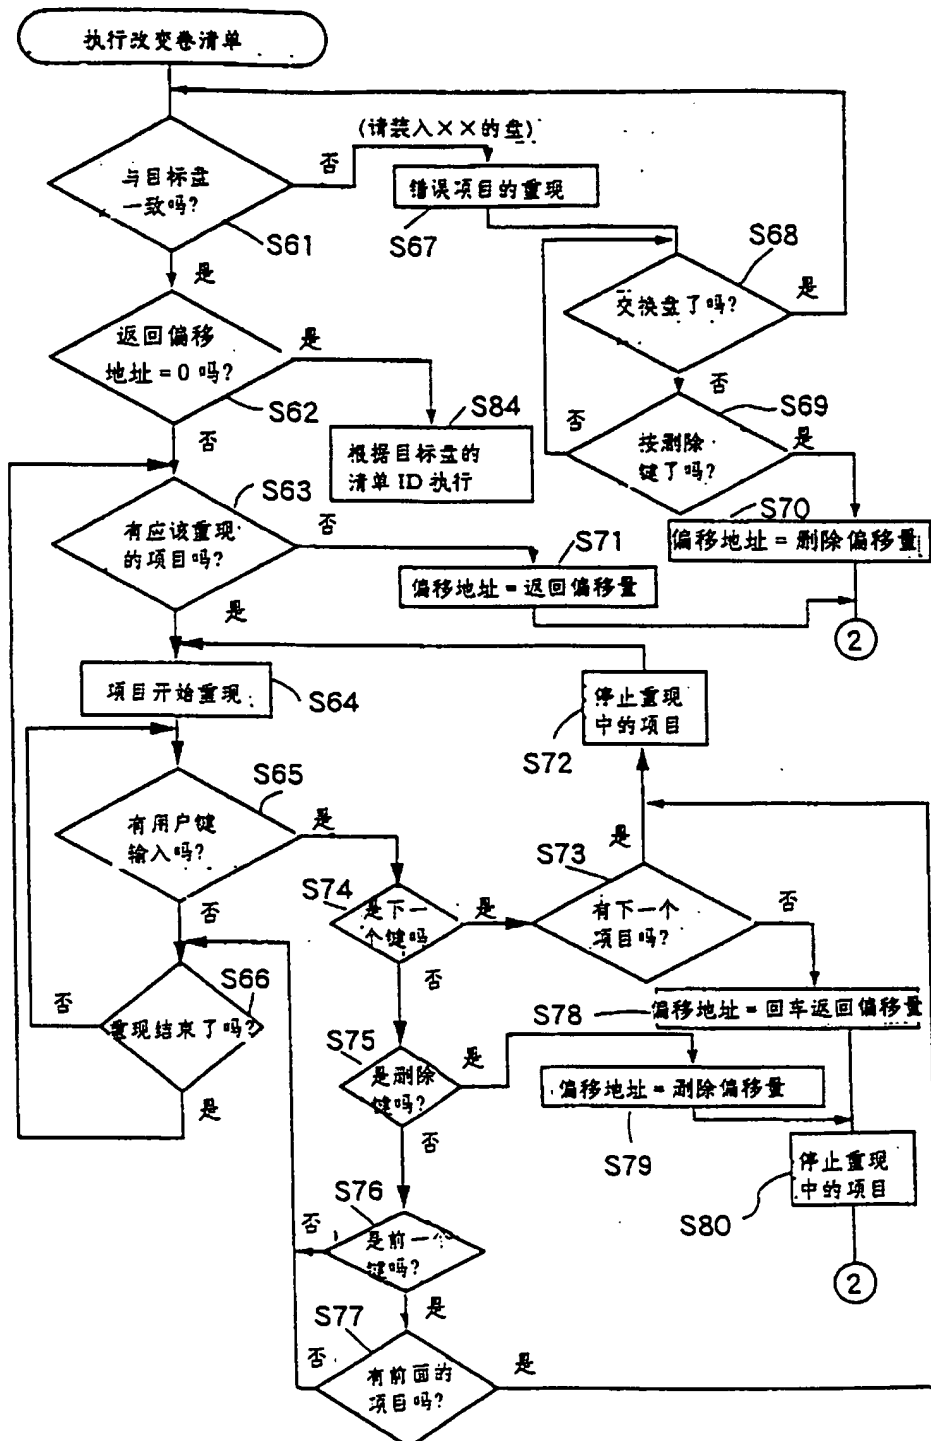 执行改变卷清单
(请装入××的盘)
否
与目标盘
一致吗?
错误项目的重现
S61
S67
S68
是
交换盘了吗?
是
返回偏移
地址=0 吗?
是
S62
S84
否
S69
否
否
根据目标盘的
清单 ID 执行
按删除
键了吗?
是
S63
S70
有应该重现
的项目吗?
否
S71
偏移地址=删除偏移量
偏移地址=返回偏移量
是
2
项目开始重现
S64
停止重现
中的项目
S72
S65
有用户键
输入吗?
是
是
S73
S74
是下一
个键吗
是
有下一个
项目吗?
否
否
否
S66
否
重现结束了吗?
S78
偏移地址=回车返回偏移量
S75
是
是删除
键吗?
偏移地址=删除偏移量
是
否
S79
停止重现
中的项目
S76
S80
否
是前一个
键吗?
2
是
S77
否
是
有前面的
项目吗?